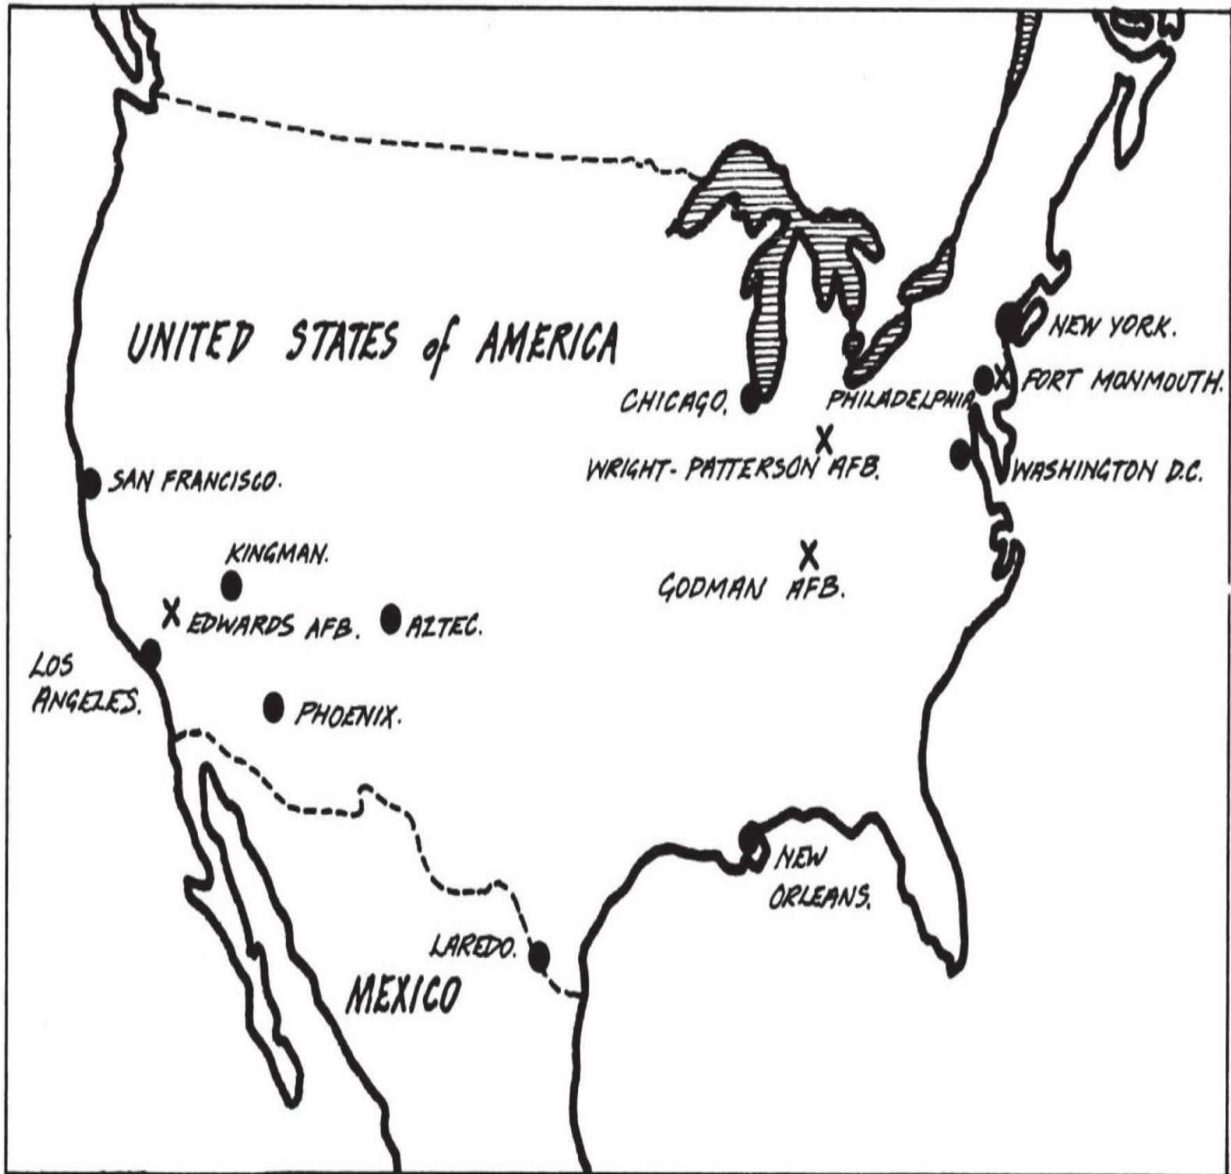 UNITED STATES of AMERICA
NEW YORK.
CHICAGO.
PHILADELPHIA
FORT MONMOUTH.
WRIGHT-PATTERSON AFB.
WASHINGTON D.C.
SAN FRANCISCO.
KINGMAN.
GODMAN AFB.
EDWARDS AFB.
AZTEC.
LOS
ANGELES.
PHOENIX.
NEW
ORLEANS.
LAREDO.
MEXICO